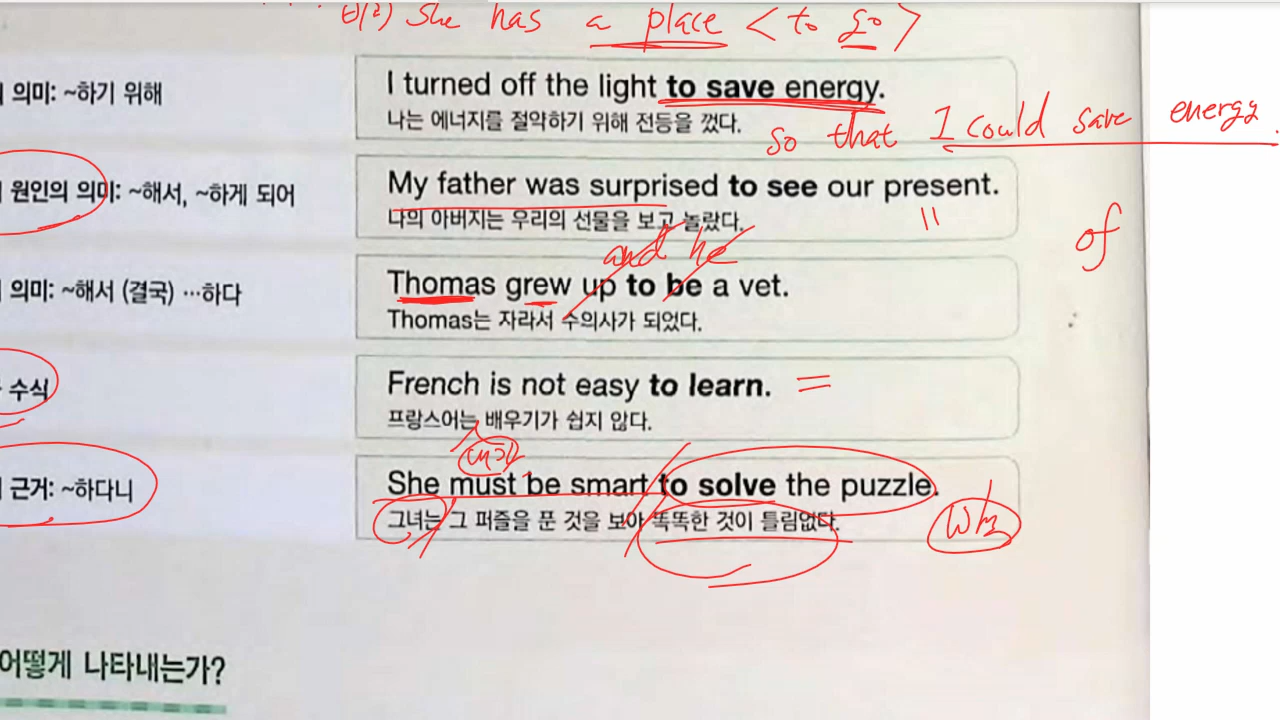 예2) She has a place < to go >
의 의미: ~하기 위해
I turned off the light to save energy.
나는 에너지를 절약하기 위해 전등을 껐다.
so that I could save energy.
원인의 의미: ~해서, ~하게 되어
My father was surprised to see our present.
나의 아버지는 우리의 선물을 보고 놀랐다.
of
and he
의미: ~해서 (결국) …하다
Thomas grew up to be a vet.
Thomas는 자라서 수의사가 되었다.
수식
French is not easy to learn. =
프랑스어는 배우기가 쉽지 않다.
근거: ~하다니
She must be smart to solve the puzzle.
그녀는 그 퍼즐을 푼 것을 보아 똑똑한 것이 틀림없다.
why
어떻게 나타내는가?